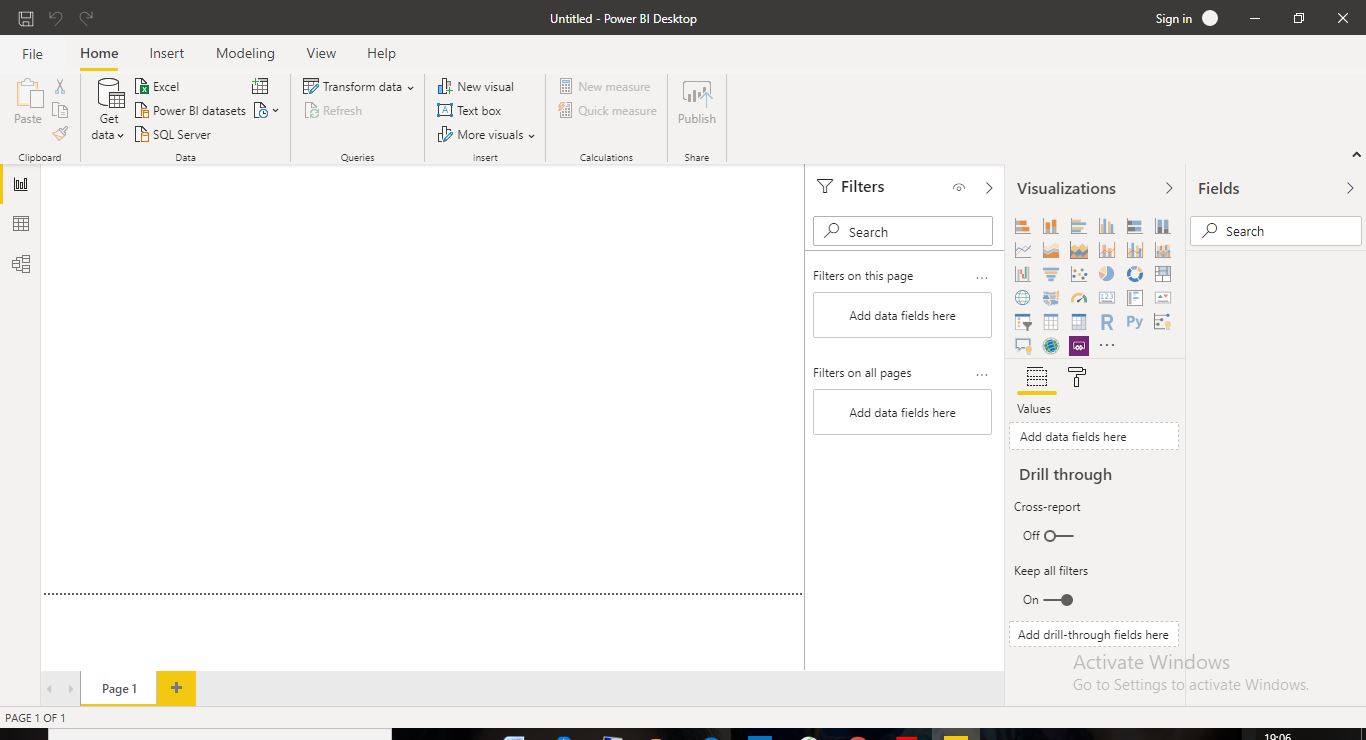 Untitled - Power BI Desktop
Sign in
File Home Insert Modeling View Help
Paste
Clipboard
Get data
Excel
Power BI datasets
SQL Server
Data
Transform data
Refresh
Queries
New visual
Text box
More visuals
Insert
New measure
Quick measure
Calculations
Publish
Share
Filters
Search
Filters on this page ...
Add data fields here
Filters on all pages ...
Add data fields here
Visualizations
123
R Py
...
Values
Add data fields here
Drill through
Cross-report
Off
Keep all filters
On
Add drill-through fields here
Fields
Search
Activate Windows
Go to Settings to activate Windows.
Page 1 +
PAGE 1 OF 1
19:06